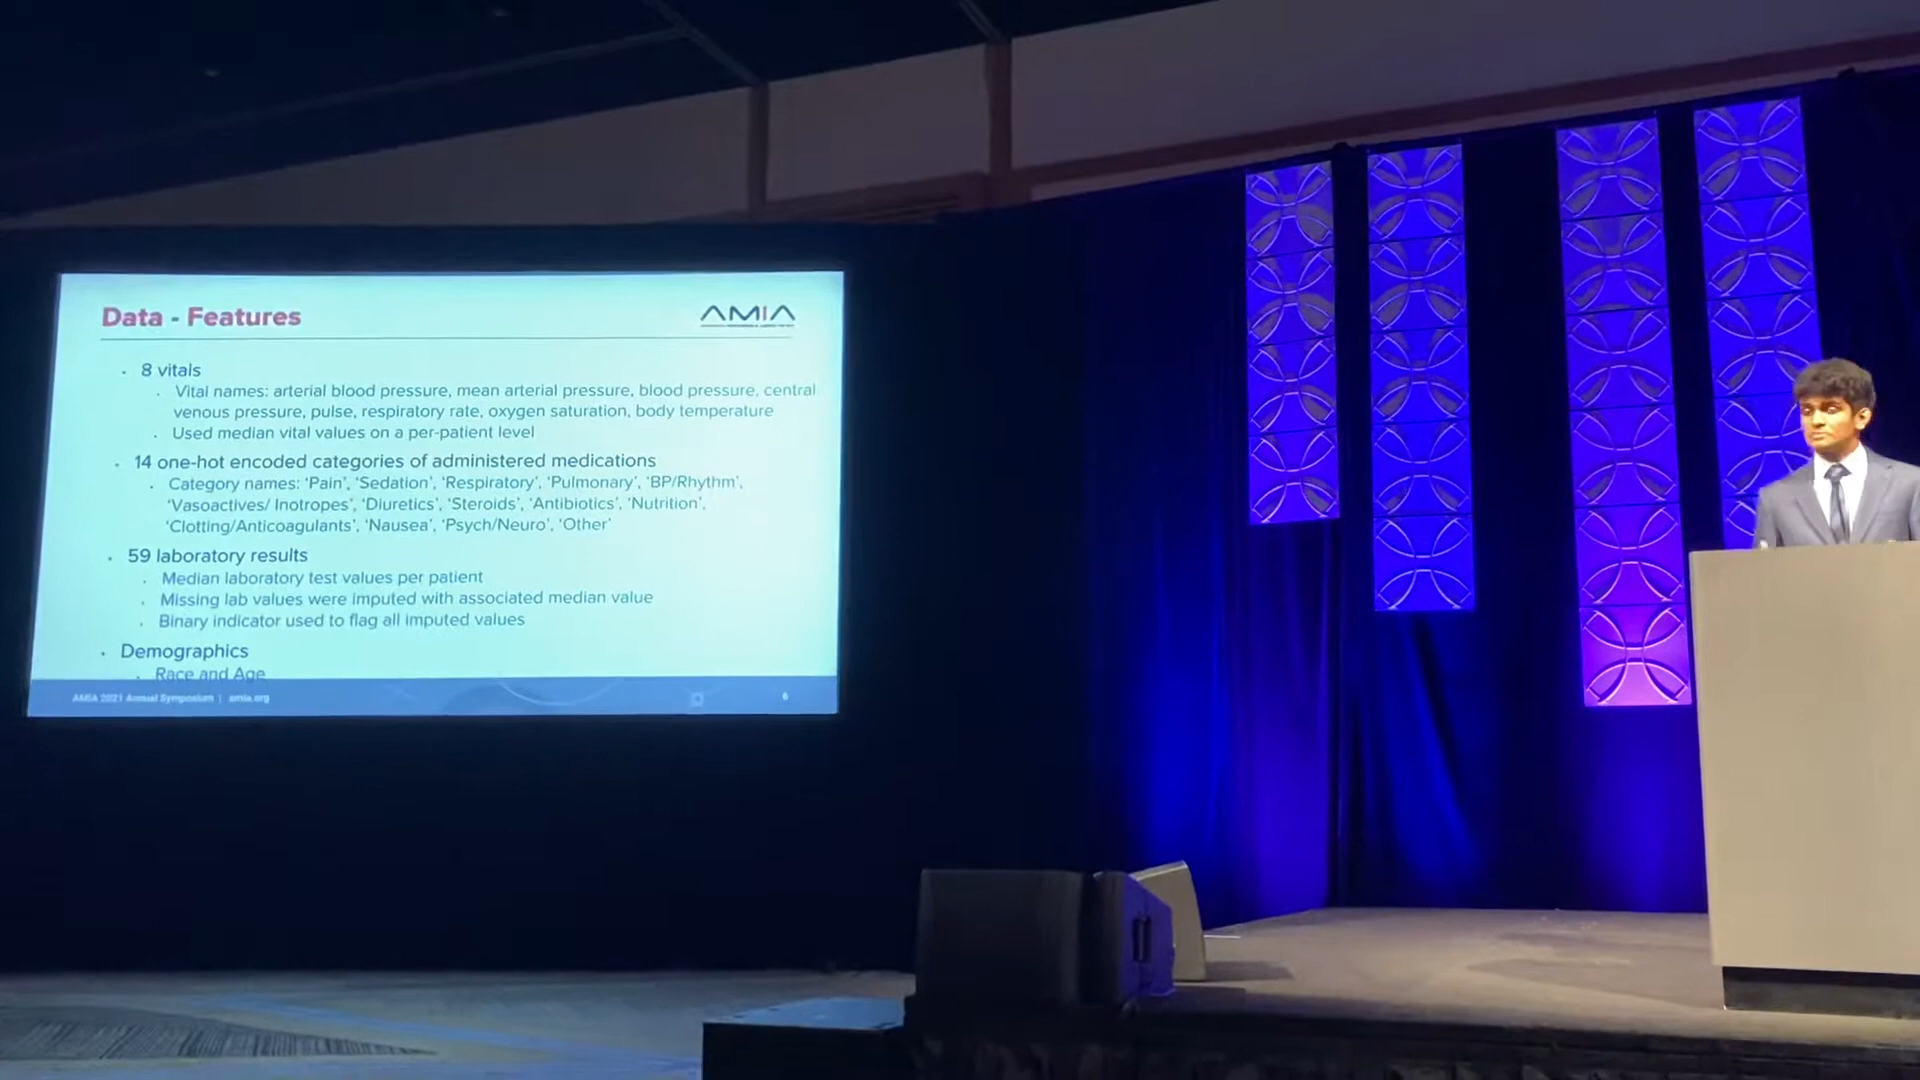 Data - Features
AMIA
8 vitals
Vital names: arterial blood pressure, mean arterial pressure, blood pressure, central
venous pressure, pulse, respiratory rate, oxygen saturation, body temperature
Used median vital values on a per-patient level
14 one-hot encoded categories of administered medications
Category names: 'Pain', 'Sedation', 'Respiratory', 'Pulmonary', 'BP/Rhythm',
'Vasoactives/ Inotropes', 'Diuretics', 'Steroids', 'Antibiotics', 'Nutrition',
'Clotting/Anticoagulants', 'Nausea', 'Psych/Neuro', 'Other'
59 laboratory results
Median laboratory test values per patient
Missing lab values were imputed with associated median value
Binary indicator used to flag all imputed values
Demographics
Race and Age
AMIA 2021 Annual Symposium | amia.org
6